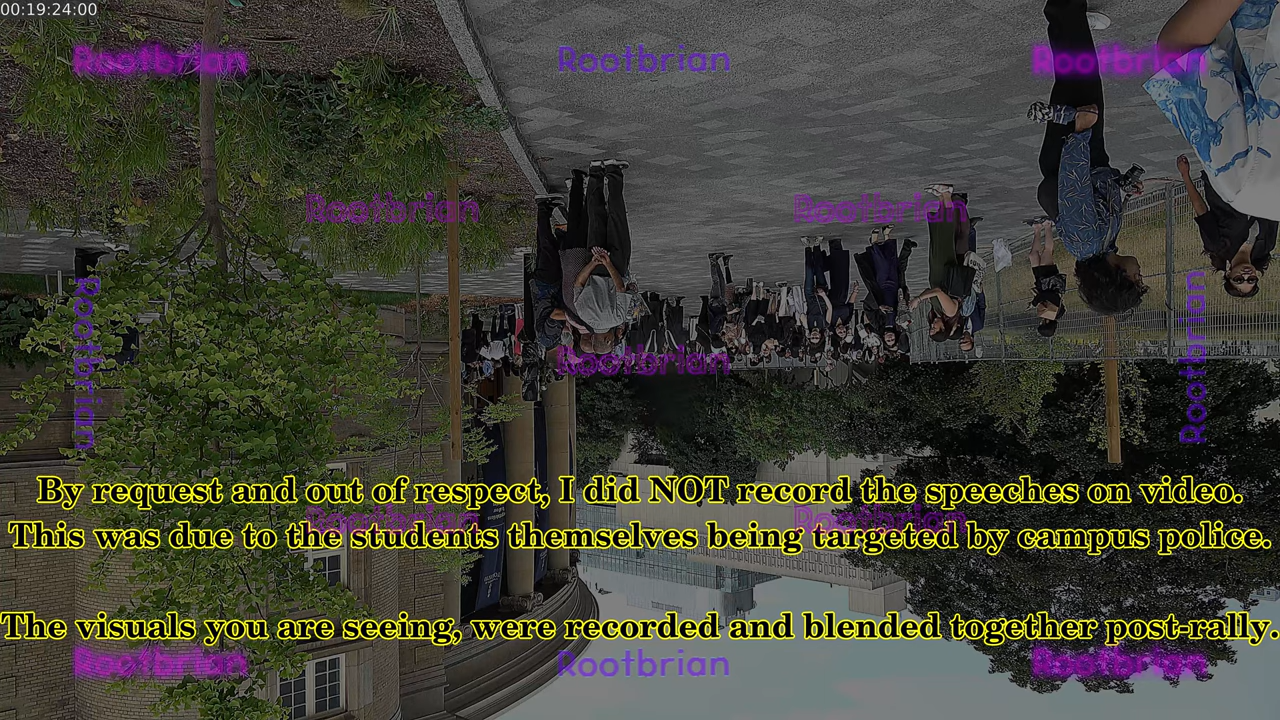 00:19:24:00
Rootbrian Rootbrian Rootbrian
Rootbrian Rootbrian
Rootbrian
Rootbrian
Rootbrian
By request and out of respect, I did NOT record the speeches on video.
Rootbrian Rootbrian
This was due to the students themselves being targeted by campus police.
The visuals you are seeing, were recorded and blended together post-rally.
Rootbrian Rootbrian Rootbrian